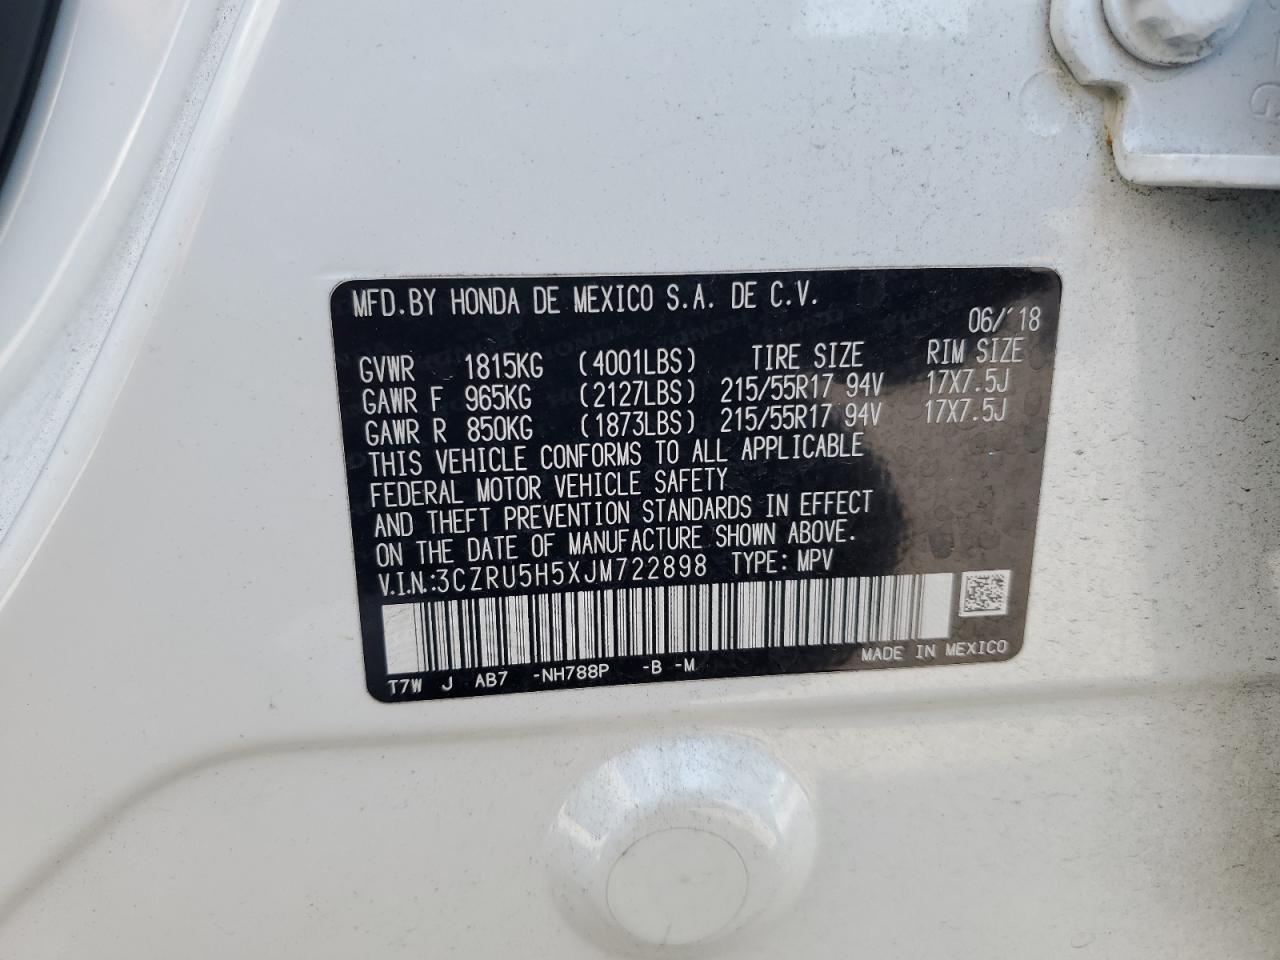 MFD.BY HONDA DE MEXICO S.A. DE C.V.
06/'18
GVWR 1815KG (4001LBS) TIRE SIZE RIM SIZE
GAWR F 965KG (2127LBS) 215/55R17 94V 17X7.5J
GAWR R 850KG (1873LBS) 215/55R17 94V 17X7.5J
THIS VEHICLE CONFORMS TO ALL APPLICABLE
FEDERAL MOTOR VEHICLE SAFETY
AND THEFT PREVENTION STANDARDS IN EFFECT
ON THE DATE OF MANUFACTURE SHOWN ABOVE.
V.I.N.:3CZRU5H5XJM722898 TYPE: MPV
T7W J AB7 -NH788P -B -M MADE IN MEXICO